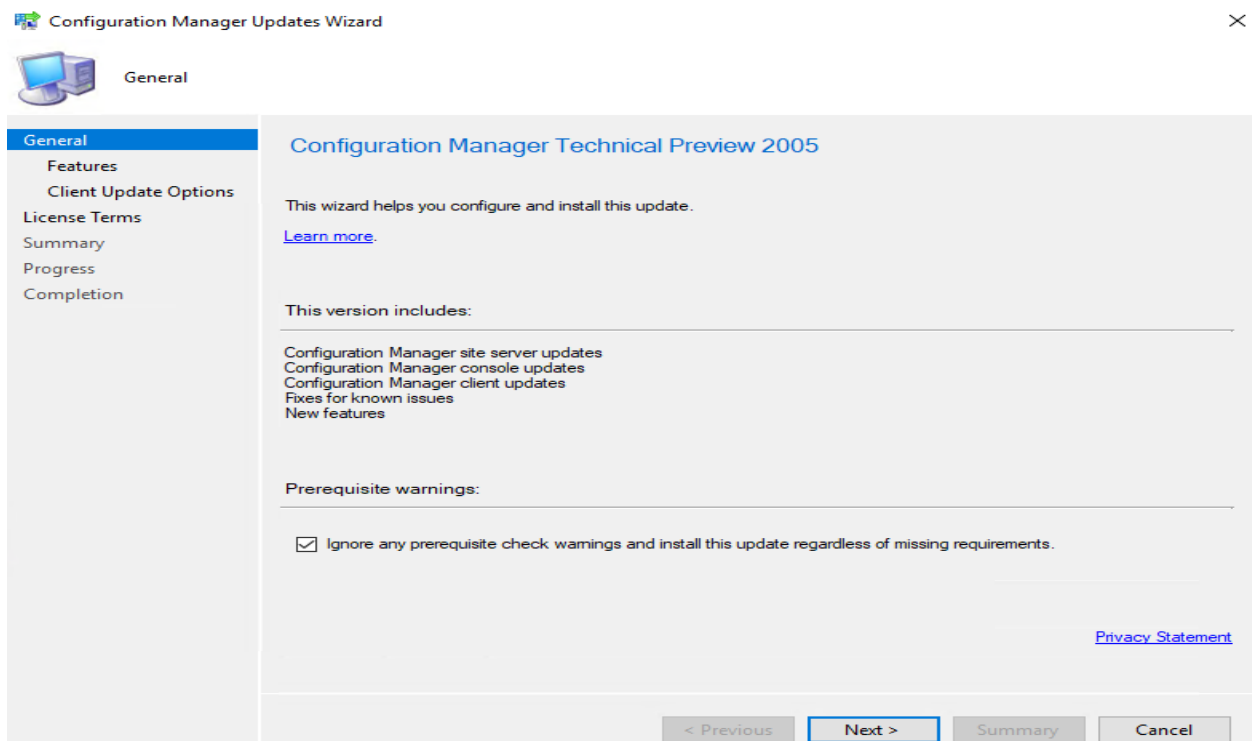 Configuration Manager Updates Wizard
General
General
Features
Client Update Options
License Terms
Summary
Progress
Completion
Configuration Manager Technical Preview 2005
This wizard helps you configure and install this update.
Learn more.
This version includes:
Configuration Manager site server updates
Configuration Manager console updates
Configuration Manager client updates
Fixes for known issues
New features
Prerequisite warnings:
Ignore any prerequisite check warnings and install this update regardless of missing requirements.
Privacy Statement
< Previous Next > Summary Cancel